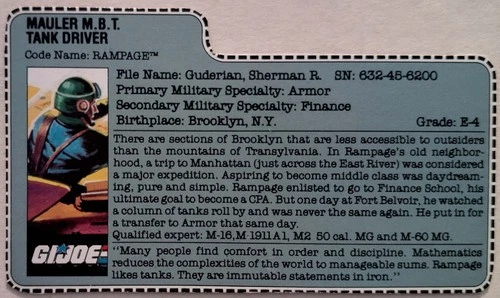 MAULER M.B.T.
TANK DRIVER
Code Name: RAMPAGE™
File Name: Guderian, Sherman R. SN: 632-45-6200
Primary Military Specialty: Armor
Secondary Military Specialty: Finance
Birthplace: Brooklyn, N.Y. Grade: E-4
There are sections of Brooklyn that are less accessible to outsiders
than the mountains of Transylvania. In Rampage's old neighbor-
hood, a trip to Manhattan (just across the East River) was considered
a major expedition. Aspiring to become middle class was daydream-
ing, pure and simple. Rampage enlisted to go to Finance School, his
ultimate goal to become a CPA. But one day at Fort Belvoir, he watched
a column of tanks roll by and was never the same again. He put in for
a transfer to Armor that same day.
Qualified expert: M-16, M 1911 A1, M2 50 cal. MG and M-60 MG.
"Many people find comfort in order and discipline. Mathematics
reduces the complexities of the world to manageable sums. Rampage
likes tanks. They are immutable statements in iron."
G.I. JOE